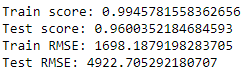 Train score: 0.9945781558362656
Test score: 0.9600352184684593
Train RMSE: 1698.1879198283705
Test RMSE: 4922.705292180707